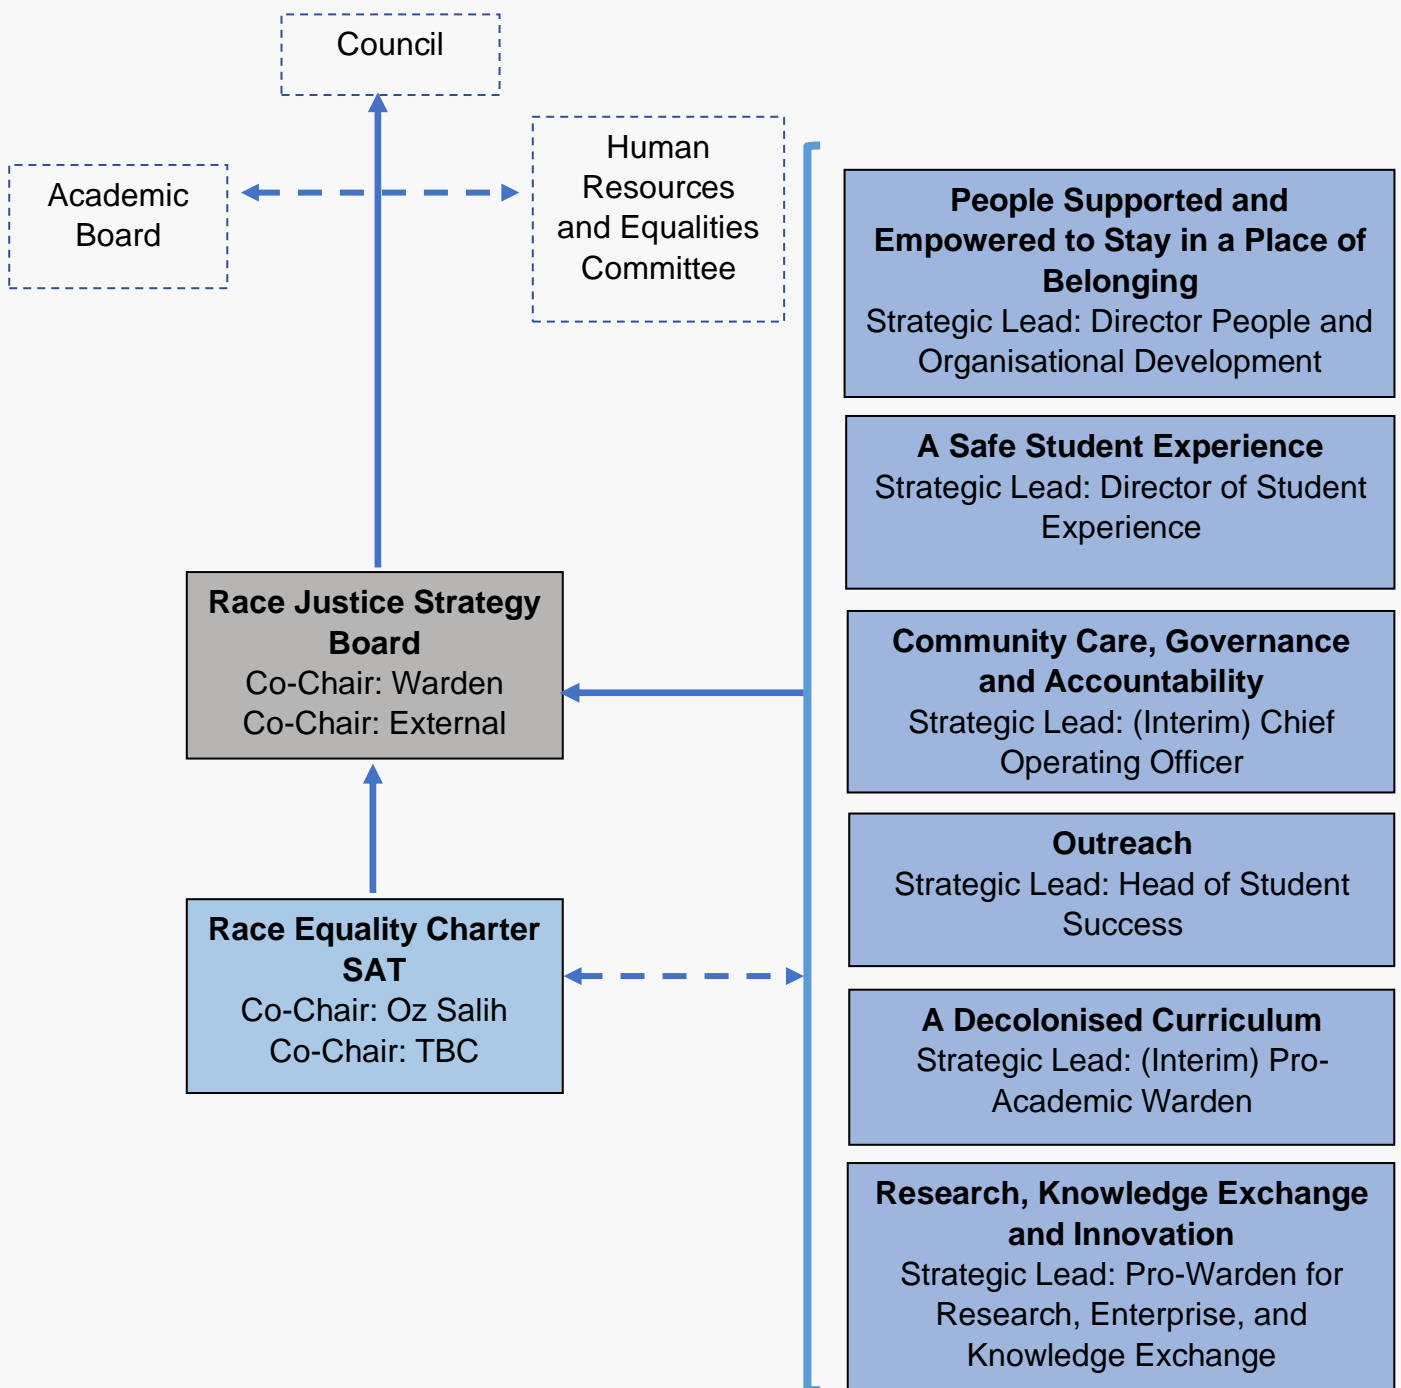 Council
Academic
Board
Human
Resources
and Equalities
Committee
Race Justice Strategy
Board
Co-Chair: Warden
Co-Chair: External
Race Equality Charter
SAT
Co-Chair: Oz Salih
Co-Chair: TBC
People Supported and
Empowered to Stay in a Place of
Belonging
Strategic Lead: Director People and
Organisational Development
A Safe Student Experience
Strategic Lead: Director of Student
Experience
Community Care, Governance
and Accountability
Strategic Lead: (Interim) Chief
Operating Officer
Outreach
Strategic Lead: Head of Student
Success
A Decolonised Curriculum
Strategic Lead: (Interim) Pro-
Academic Warden
Research, Knowledge Exchange
and Innovation
Strategic Lead: Pro-Warden for
Research, Enterprise, and
Knowledge Exchange